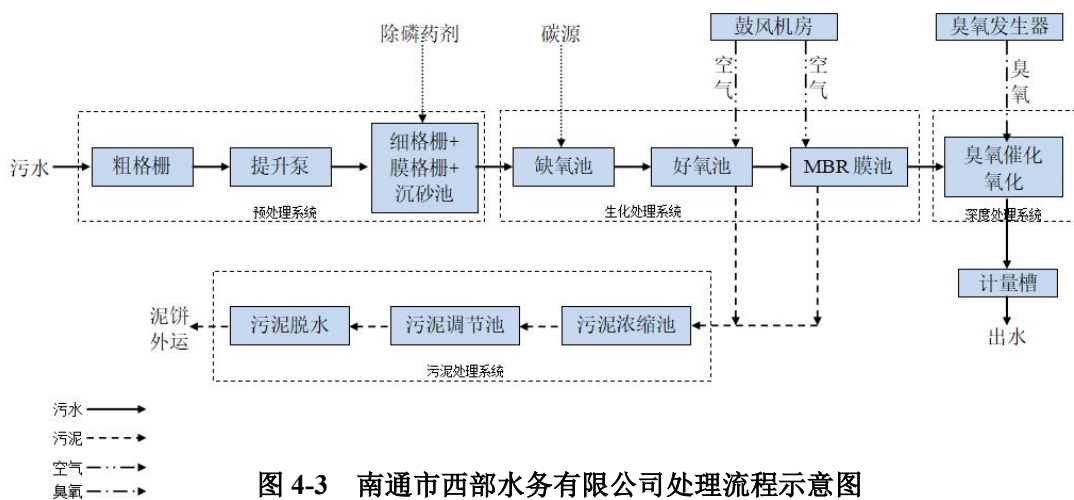 除磷药剂
碳源
鼓风机房
臭氧发生器
空
气
空
气
臭
氧
污水
粗格栅
提升泵
细格栅+
膜格栅+
沉砂池
缺氧池
好氧池
MBR 膜池
臭氧催化
氧化
预处理系统
生化处理系统
深度处理系统
计量槽
出水
泥饼
外运
污泥脱水
污泥调节池
污泥浓缩池
污泥处理系统
污水
污泥
空气
臭氧
图 4-3 南通市西部水务有限公司处理流程示意图